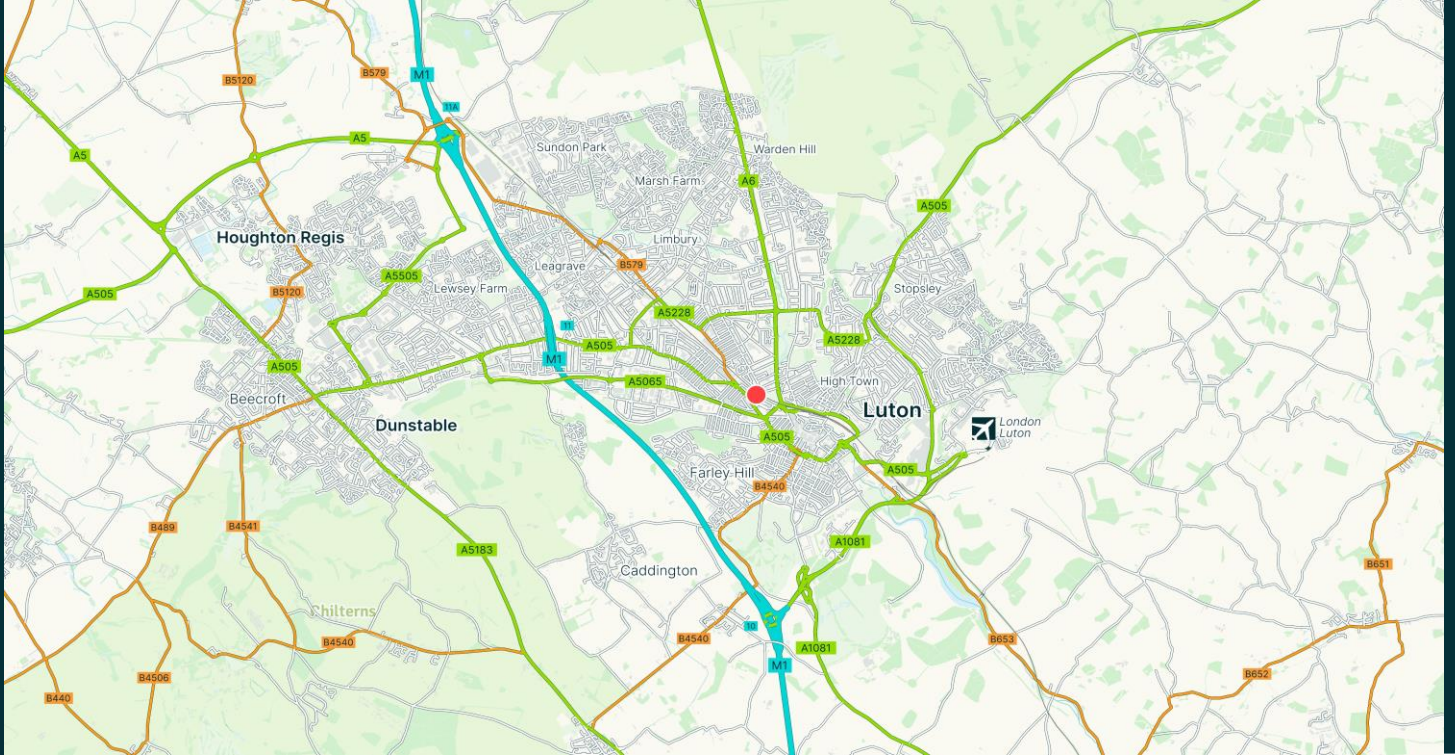 M1
B5120
B579
11A
A5
Sundon Park
Warden Hill
A5
Marsh Farm
A6
A505
Houghton Regis
Limbury
Leagrave
B579
A5505
Lewsey Farm
Stopsley
A505
B5120
A5228
11
A5228
A505
M1
A505
A5065
High Town
Beecroft
Luton
Dunstable
London
Luton
A505
Farley Hill
A505
B4540
B489
B4541
A5183
A1081
Caddington
B651
Chilterns
10
B4540
B4540
B653
A1081
M1
B4506
B652
B440